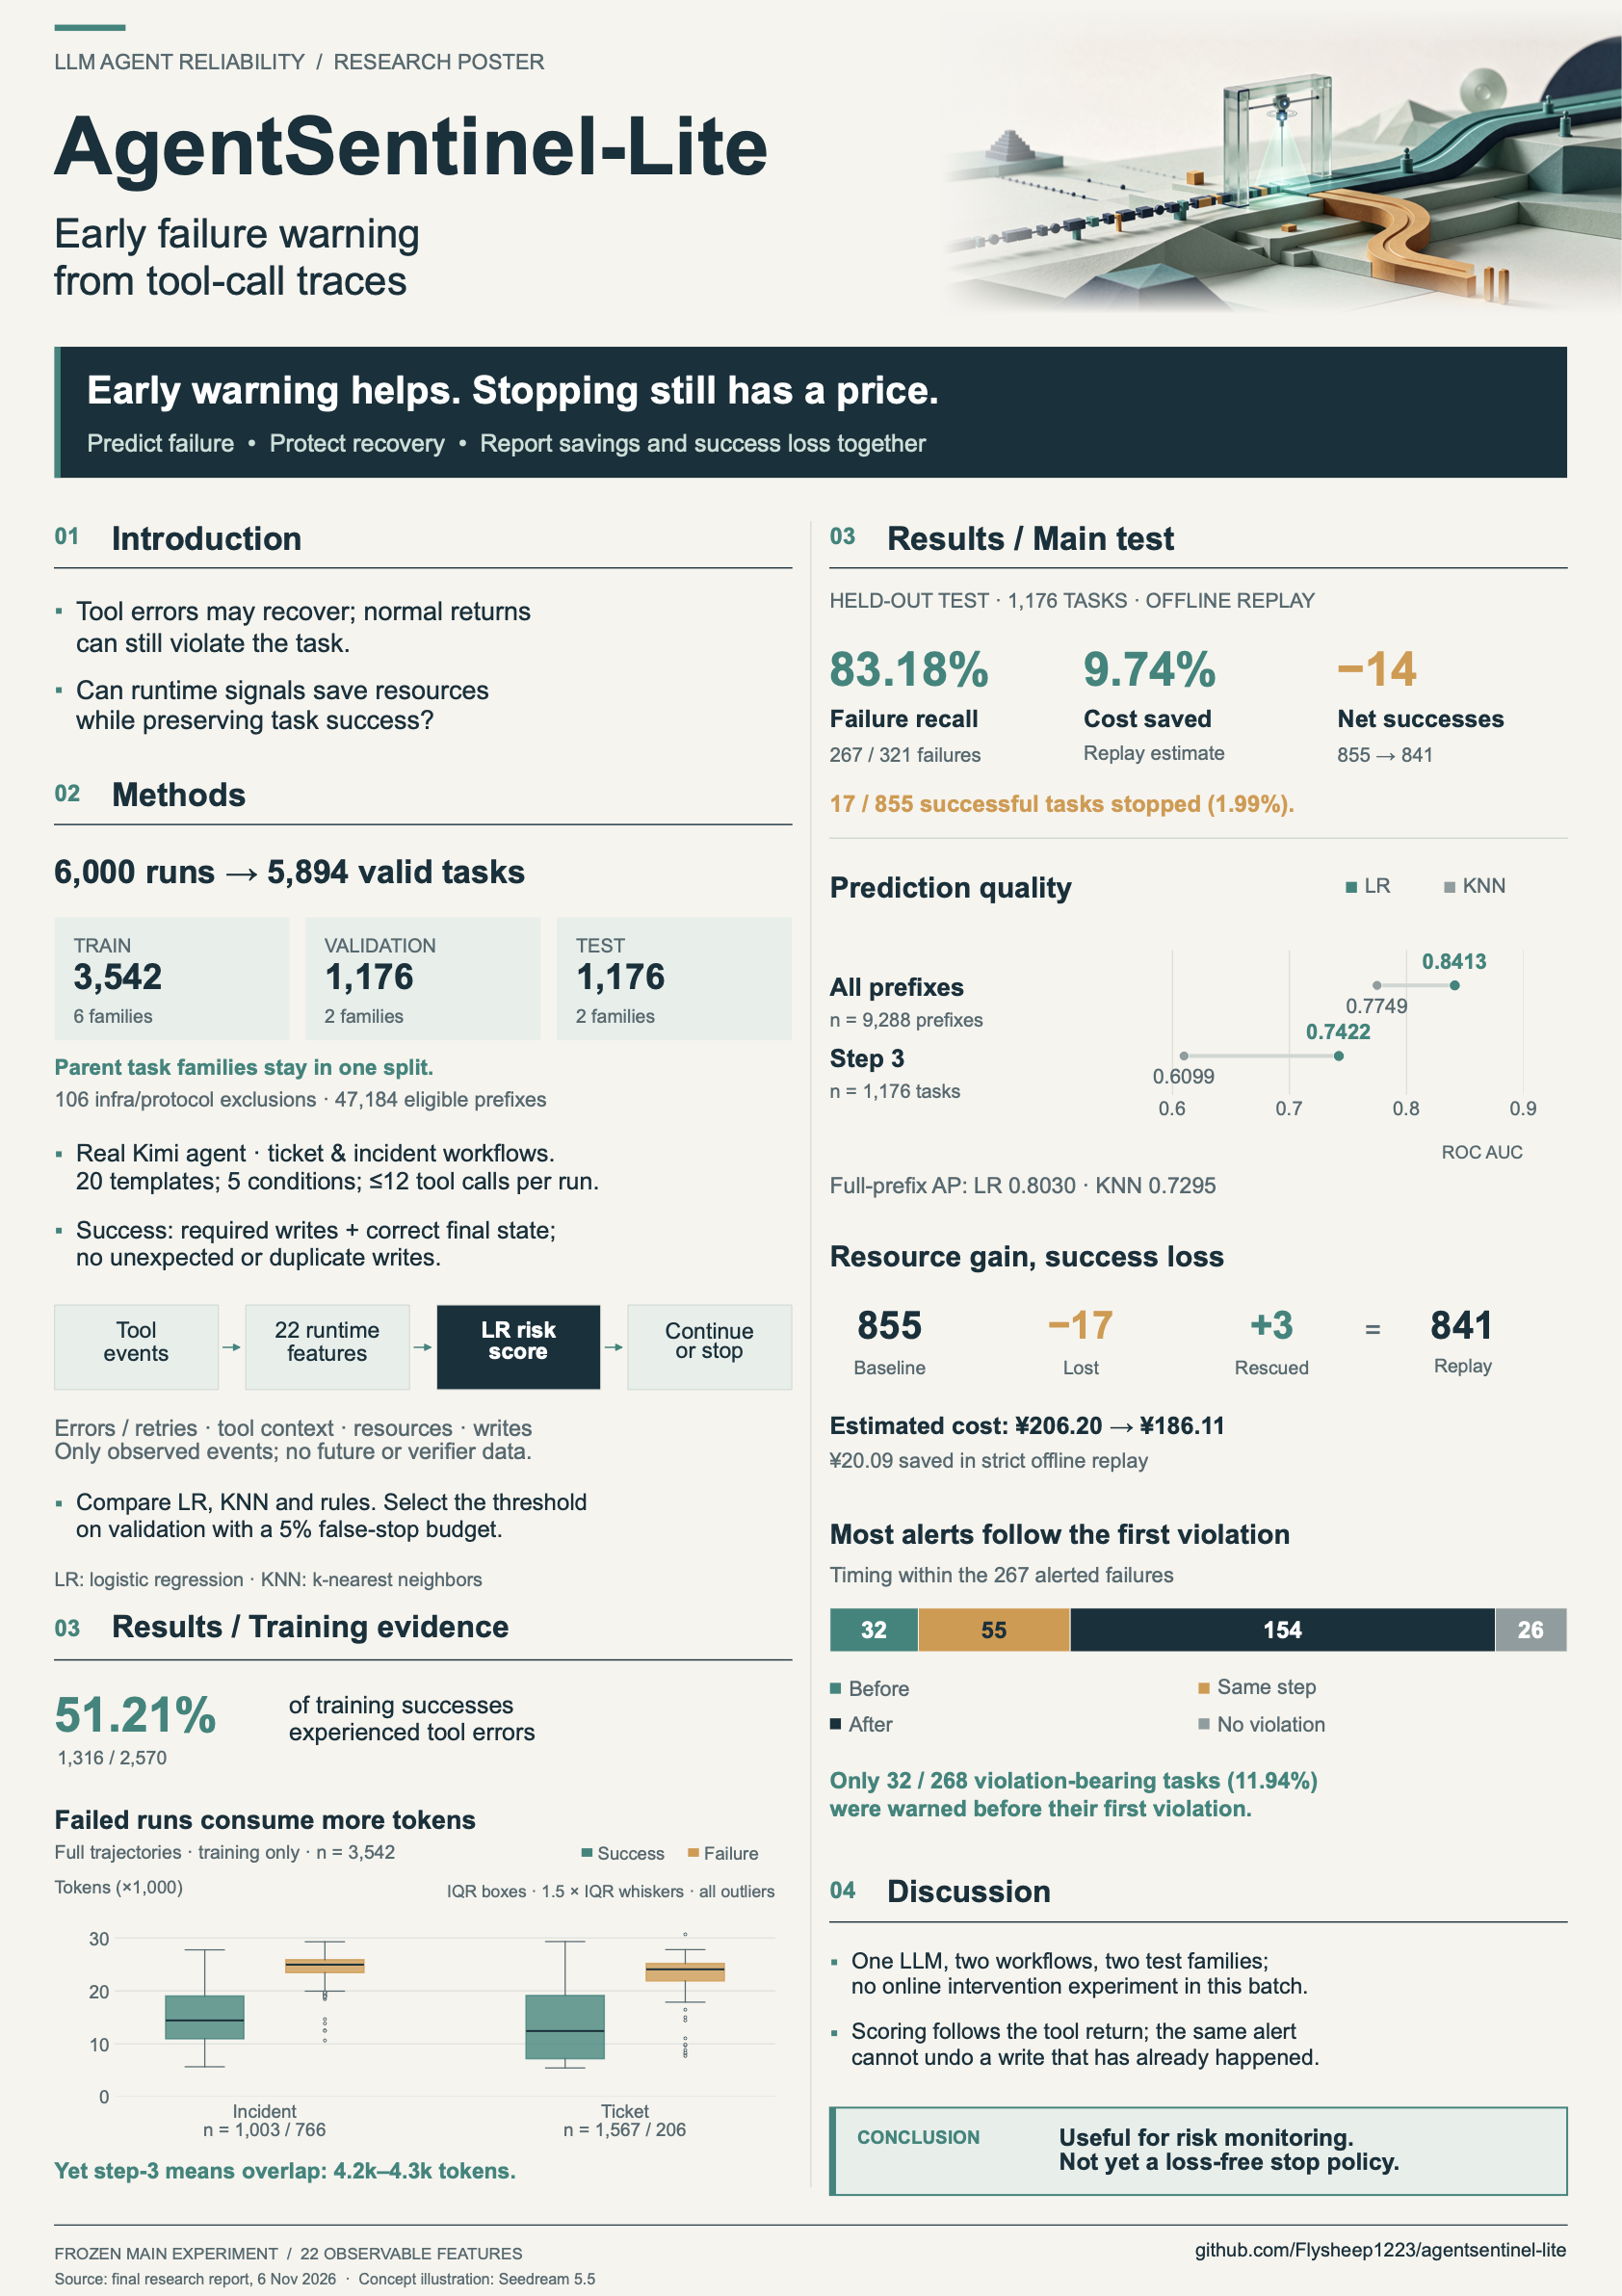 LLM AGENT RELIABILITY / RESEARCH POSTER
AgentSentinel-Lite
Early failure warning
from tool-call traces
Early warning helps. Stopping still has a price.
Predict failure • Protect recovery • Report savings and success loss together
01 Introduction
▪ Tool errors may recover; normal returns
can still violate the task.
▪ Can runtime signals save resources
while preserving task success?
02 Methods
6,000 runs → 5,894 valid tasks
TRAIN VALIDATION TEST
3,542 1,176 1,176
6 families 2 families 2 families
Parent task families stay in one split.
106 infra/protocol exclusions · 47,184 eligible prefixes
▪ Real Kimi agent · ticket & incident workflows.
20 templates; 5 conditions; ≤12 tool calls per run.
▪ Success: required writes + correct final state;
no unexpected or duplicate writes.
Tool 22 runtime LR risk Continue
events features score or stop
Errors / retries · tool context · resources · writes
Only observed events; no future or verifier data.
▪ Compare LR, KNN and rules. Select the threshold
on validation with a 5% false-stop budget.
LR: logistic regression · KNN: k-nearest neighbors
03 Results / Training evidence
51.21% of training successes
experienced tool errors
1,316 / 2,570
Failed runs consume more tokens
Full trajectories · training only · n = 3,542 Success Failure
Tokens (×1,000) IQR boxes · 1.5 × IQR whiskers · all outliers
30
20
10
0
Incident Ticket
n = 1,003 / 766 n = 1,567 / 206
Yet step-3 means overlap: 4.2k–4.3k tokens.
03 Results / Main test
HELD-OUT TEST · 1,176 TASKS · OFFLINE REPLAY
83.18% 9.74% −14
Failure recall Cost saved Net successes
267 / 321 failures Replay estimate 855 → 841
17 / 855 successful tasks stopped (1.99%).
Prediction quality LR KNN
0.8413
All prefixes
0.7749
n = 9,288 prefixes
0.7422
Step 3
0.6099
n = 1,176 tasks
0.6 0.7 0.8 0.9
ROC AUC
Full-prefix AP: LR 0.8030 · KNN 0.7295
Resource gain, success loss
855 −17 +3 = 841
Baseline Lost Rescued Replay
Estimated cost: ¥206.20 → ¥186.11
¥20.09 saved in strict offline replay
Most alerts follow the first violation
Timing within the 267 alerted failures
32 55 154 26
Before Same step
After No violation
Only 32 / 268 violation-bearing tasks (11.94%)
were warned before their first violation.
04 Discussion
▪ One LLM, two workflows, two test families;
no online intervention experiment in this batch.
▪ Scoring follows the tool return; the same alert
cannot undo a write that has already happened.
CONCLUSION Useful for risk monitoring.
Not yet a loss-free stop policy.
FROZEN MAIN EXPERIMENT / 22 OBSERVABLE FEATURES
github.com/Flysheep1223/agentsentinel-lite
Source: final research report, 6 Nov 2026 · Concept illustration: Seedream 5.5